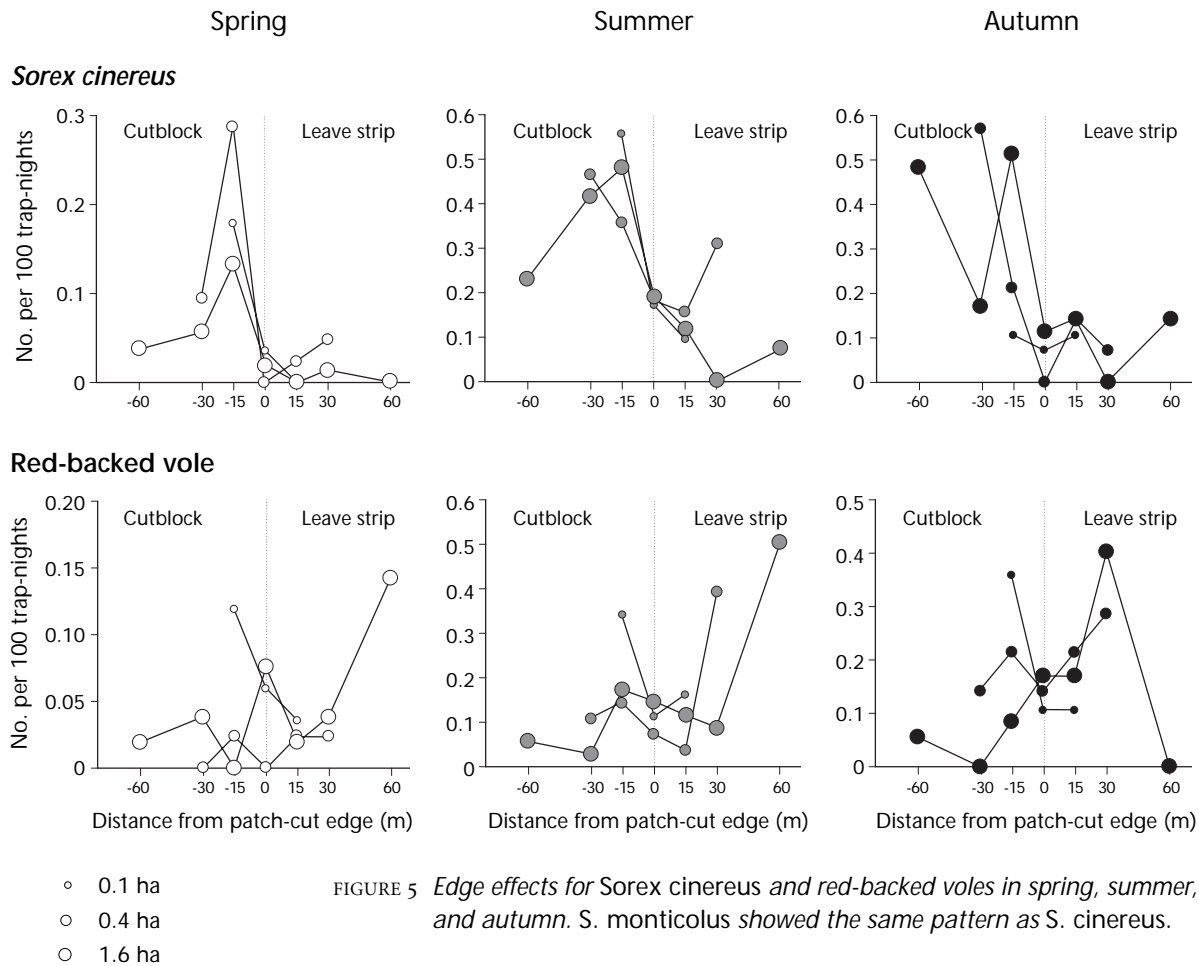 Spring Summer Autumn
Sorex cinereus
No. per 100 trap-nights
0.3
0.2
0.1
0
Cutblock Leave strip
-60 -30 -15 0 15 30 60
0.6
0.5
0.4
0.3
0.2
0.1
0
Cutblock Leave strip
-60 -30 -15 0 15 30 60
0.6
0.5
0.4
0.3
0.2
0.1
0
Cutblock Leave strip
-60 -30 -15 0 15 30 60
Red-backed vole
No. per 100 trap-nights
0.20
0.15
0.10
0.05
0
Cutblock Leave strip
-60 -30 -15 0 15 30 60
Distance from patch-cut edge (m)
0.6
0.5
0.4
0.3
0.2
0.1
0
Cutblock Leave strip
-60 -30 -15 0 15 30 60
Distance from patch-cut edge (m)
0.5
0.4
0.3
0.2
0.1
0
Cutblock Leave strip
-60 -30 -15 0 15 30 60
Distance from patch-cut edge (m)
0.1 ha
0.4 ha
1.6 ha
FIGURE 5 Edge effects for Sorex cinereus and red-backed voles in spring, summer,
and autumn. S. monticolus showed the same pattern as S. cinereus.